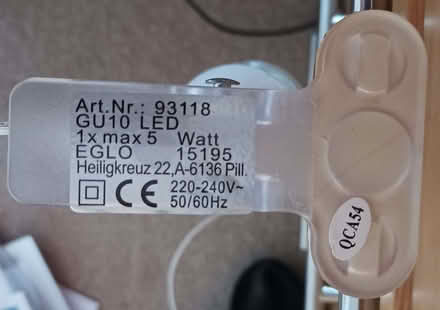 Art.Nr.: 93118
GU10 LED
1x max 5 Watt
EGLO 15195
Heiligkreuz 22,A-6136 Pill.
CE 220-240V~
50/60Hz
QCA54